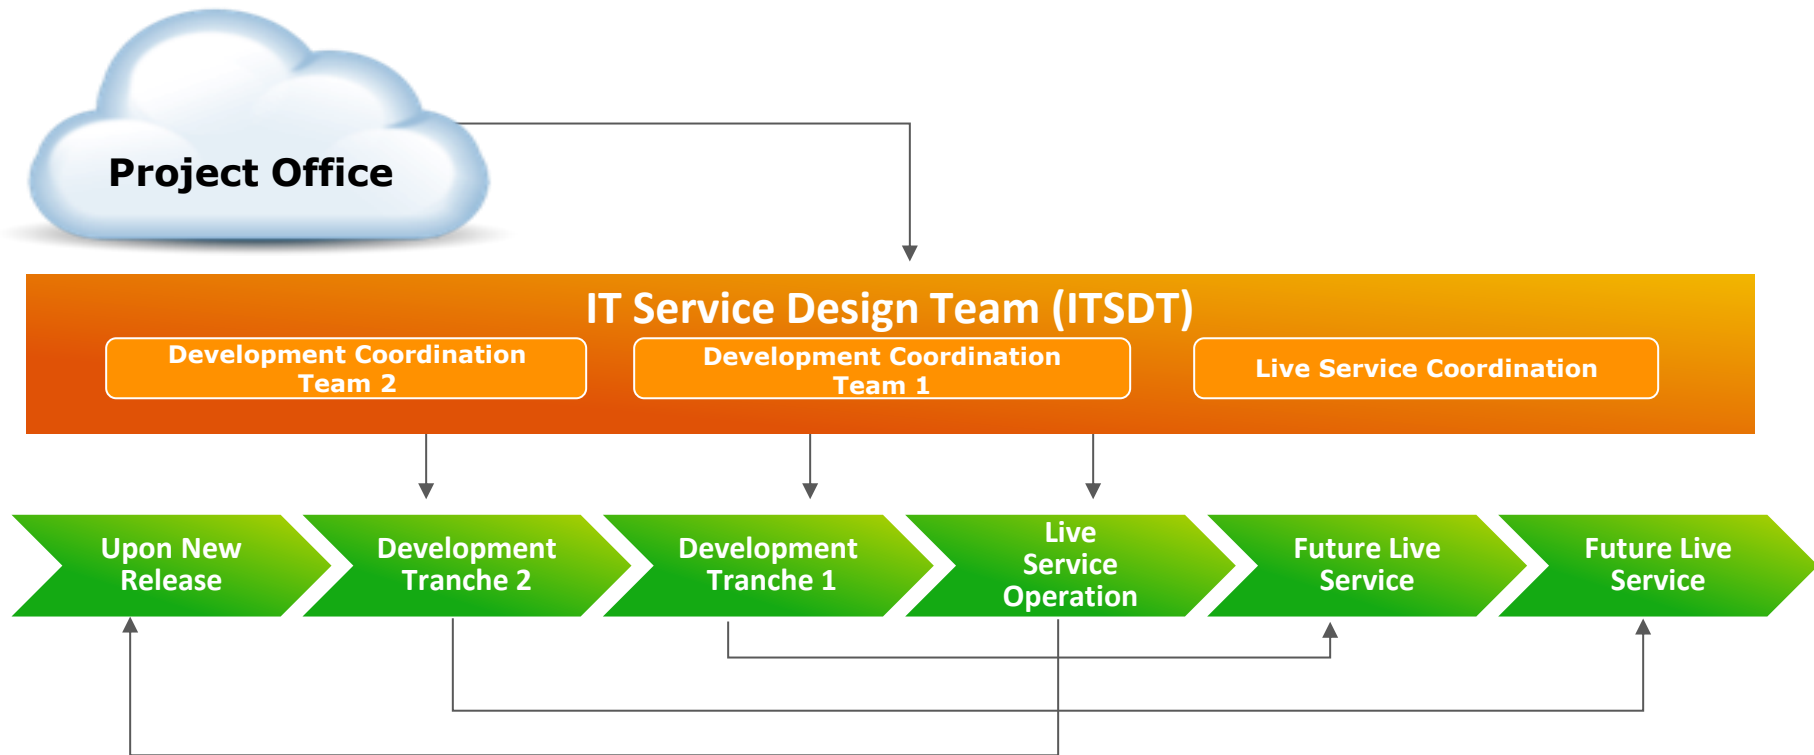 Project Office
IT Service Design Team (ITSDT)
Development Coordination
Team 2
Development Coordination
Team 1
Live Service Coordination
Upon New
Release
Development
Tranche 2
Development
Tranche 1
Live
Service
Operation
Future Live
Service
Future Live
Service